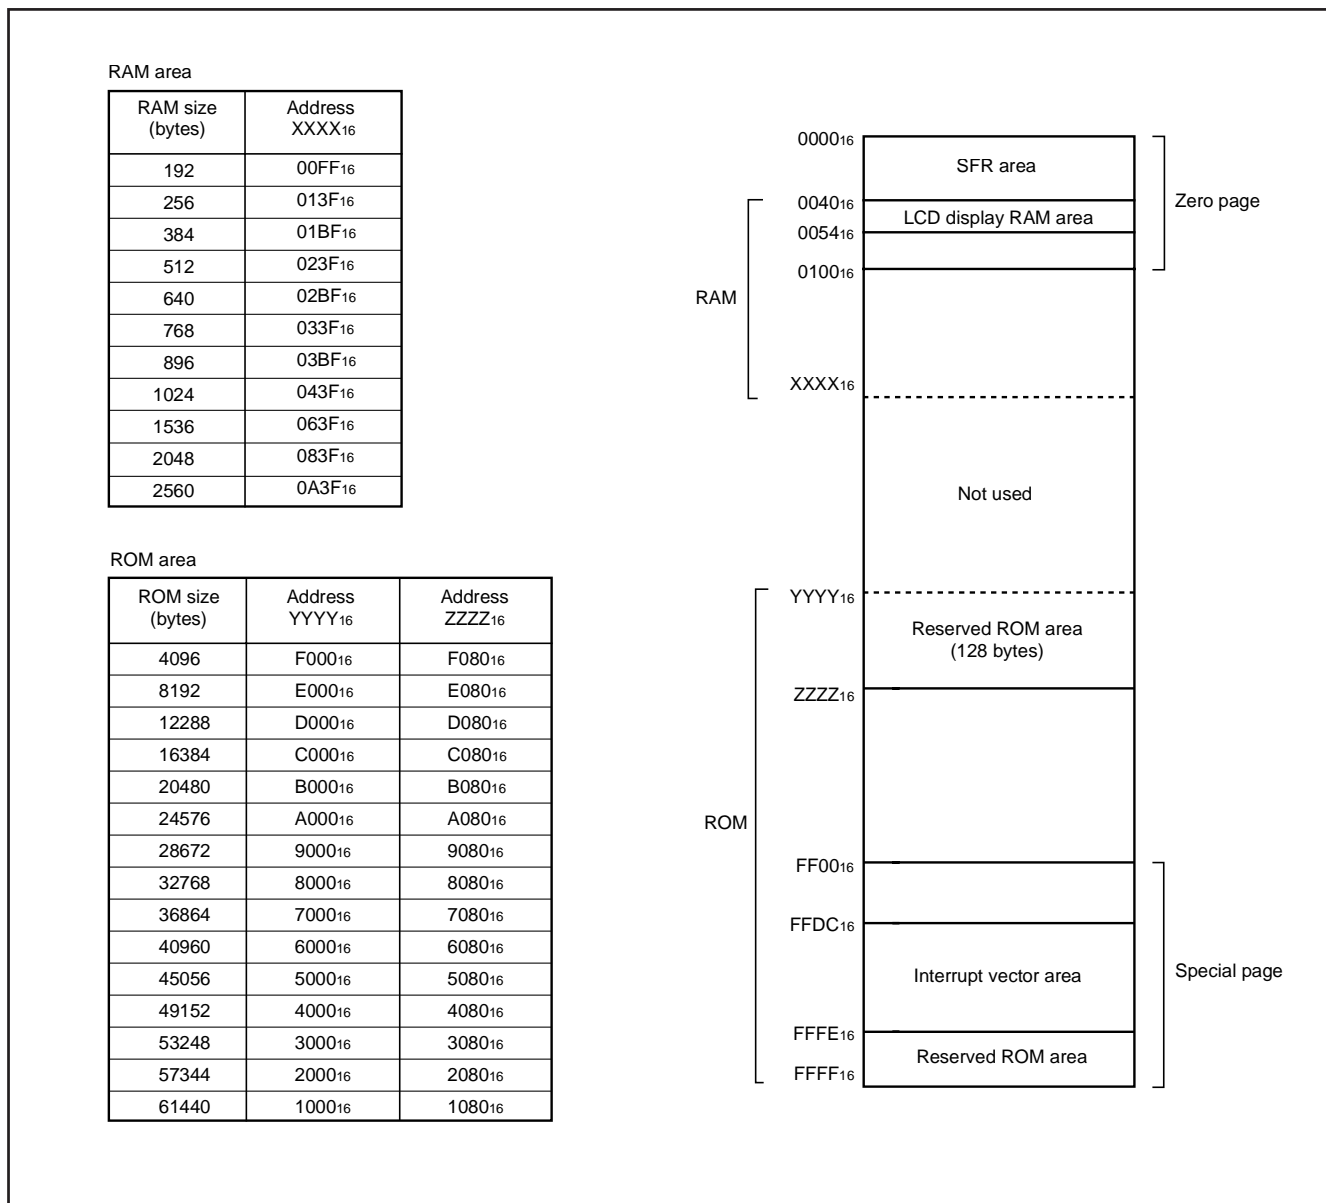 RAM area
RAM size (bytes) Address XXXX16
192 00FF16
256 013F16
384 01BF16
512 023F16
640 02BF16
768 033F16
896 03BF16
1024 043F16
1536 063F16
2048 083F16
2560 0A3F16
ROM area
ROM size (bytes) Address YYYY16 Address ZZZZ16
4096 F00016 F08016
8192 E00016 E08016
12288 D00016 D08016
16384 C00016 C08016
20480 B00016 B08016
24576 A00016 A08016
28672 900016 908016
32768 800016 808016
36864 700016 708016
40960 600016 608016
45056 500016 508016
49152 400016 408016
53248 300016 308016
57344 200016 208016
61440 100016 108016
000016
SFR area
Zero page
004016
LCD display RAM area
005416
010016
RAM
XXXX16
Not used
YYYY16
Reserved ROM area
(128 bytes)
ZZZZ16
ROM
FF0016
FFDC16
Interrupt vector area
Special page
FFFE16
Reserved ROM area
FFFF16